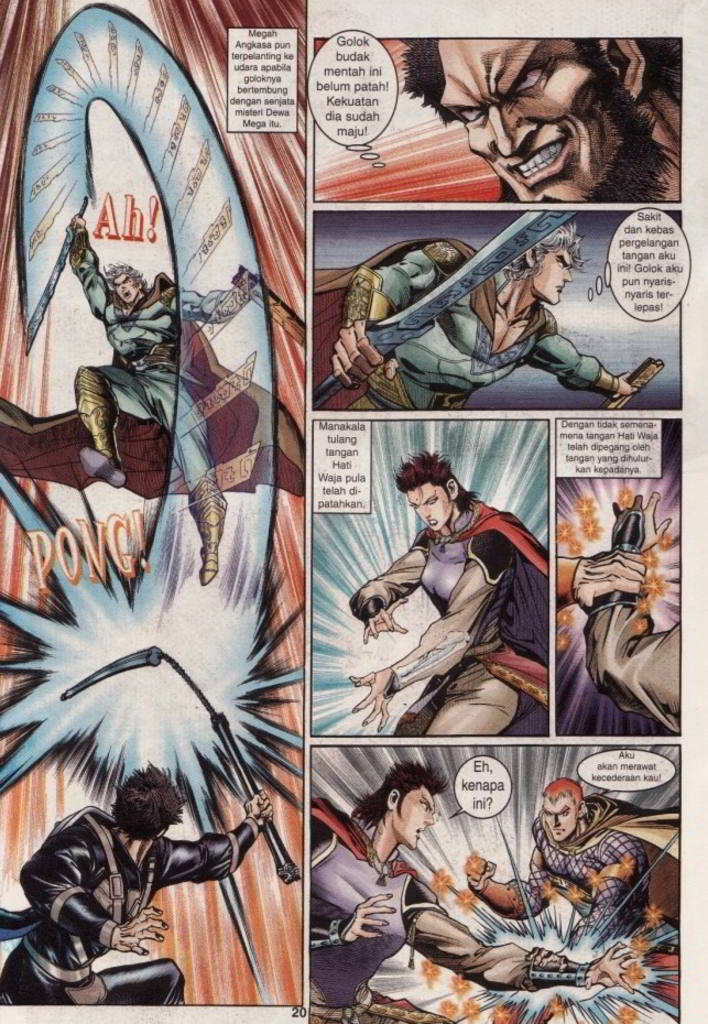 Megah
Angkasa pun
terpelanting ke
udara apabila
goloknya
bertembung
dengan senjata
misteri Dewa
Mega itu.
Ah!
PONG!
Golok
budak
mentah ini
belum patah!
Kekuatan
dia sudah
maju!
Sakit
dan kebas
pergelangan
tangan aku
ini! Golok aku
pun nyaris-
nyaris ter-
lepas!
Manakala
tulang
tangan
Hati
Waja pula
telah di-
patahkan.
Dengan tidak semena-
mena tangan Hati Waja
telah dipegang oleh
tangan yang dihulur-
kan kepadanya.
Eh,
kenapa
ini?
Aku
akan merawat
kecederaan kau!
20